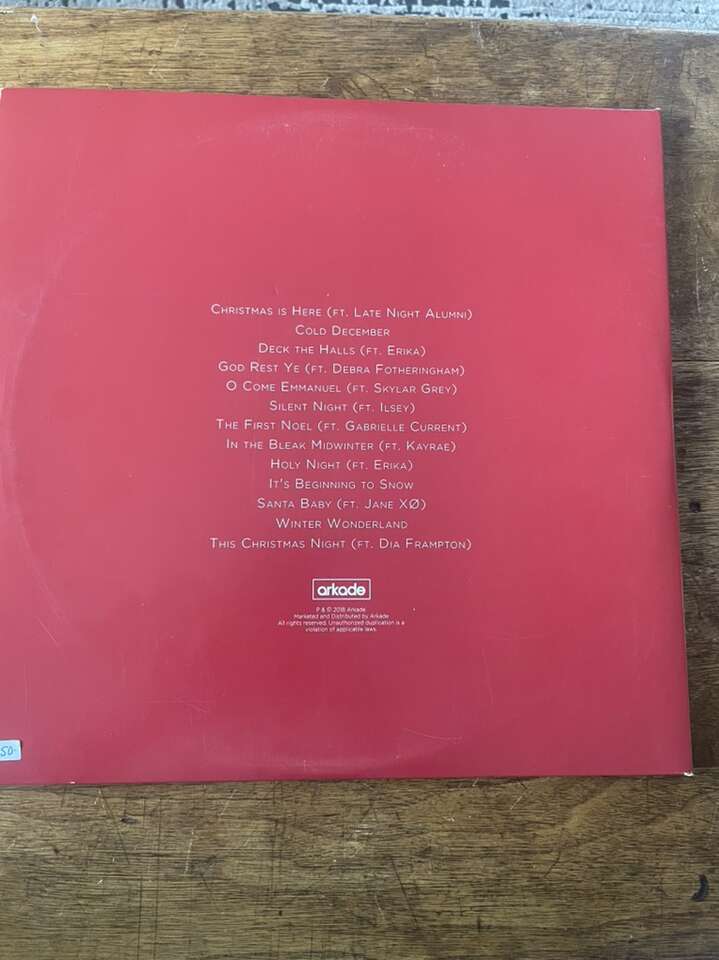 Christmas is Here (ft. Late Night Alumni)
Cold December
Deck the Halls (ft. Erika)
God Rest Ye (ft. Debra Fotheringham)
O Come Emmanuel (ft. Skylar Grey)
Silent Night (ft. Ilsey)
The First Noel (ft. Gabrielle Current)
In the Bleak Midwinter (ft. Kayrae)
Holy Night (ft. Erika)
It's Beginning to Snow
Santa Baby (ft. Jane XØ)
Winter Wonderland
This Christmas Night (ft. Dia Frampton)
arkade
P & © 2018 Arkade
Marketed and Distributed by Arkade
All rights reserved. Unauthorized duplication is a
violation of applicable laws.
50-